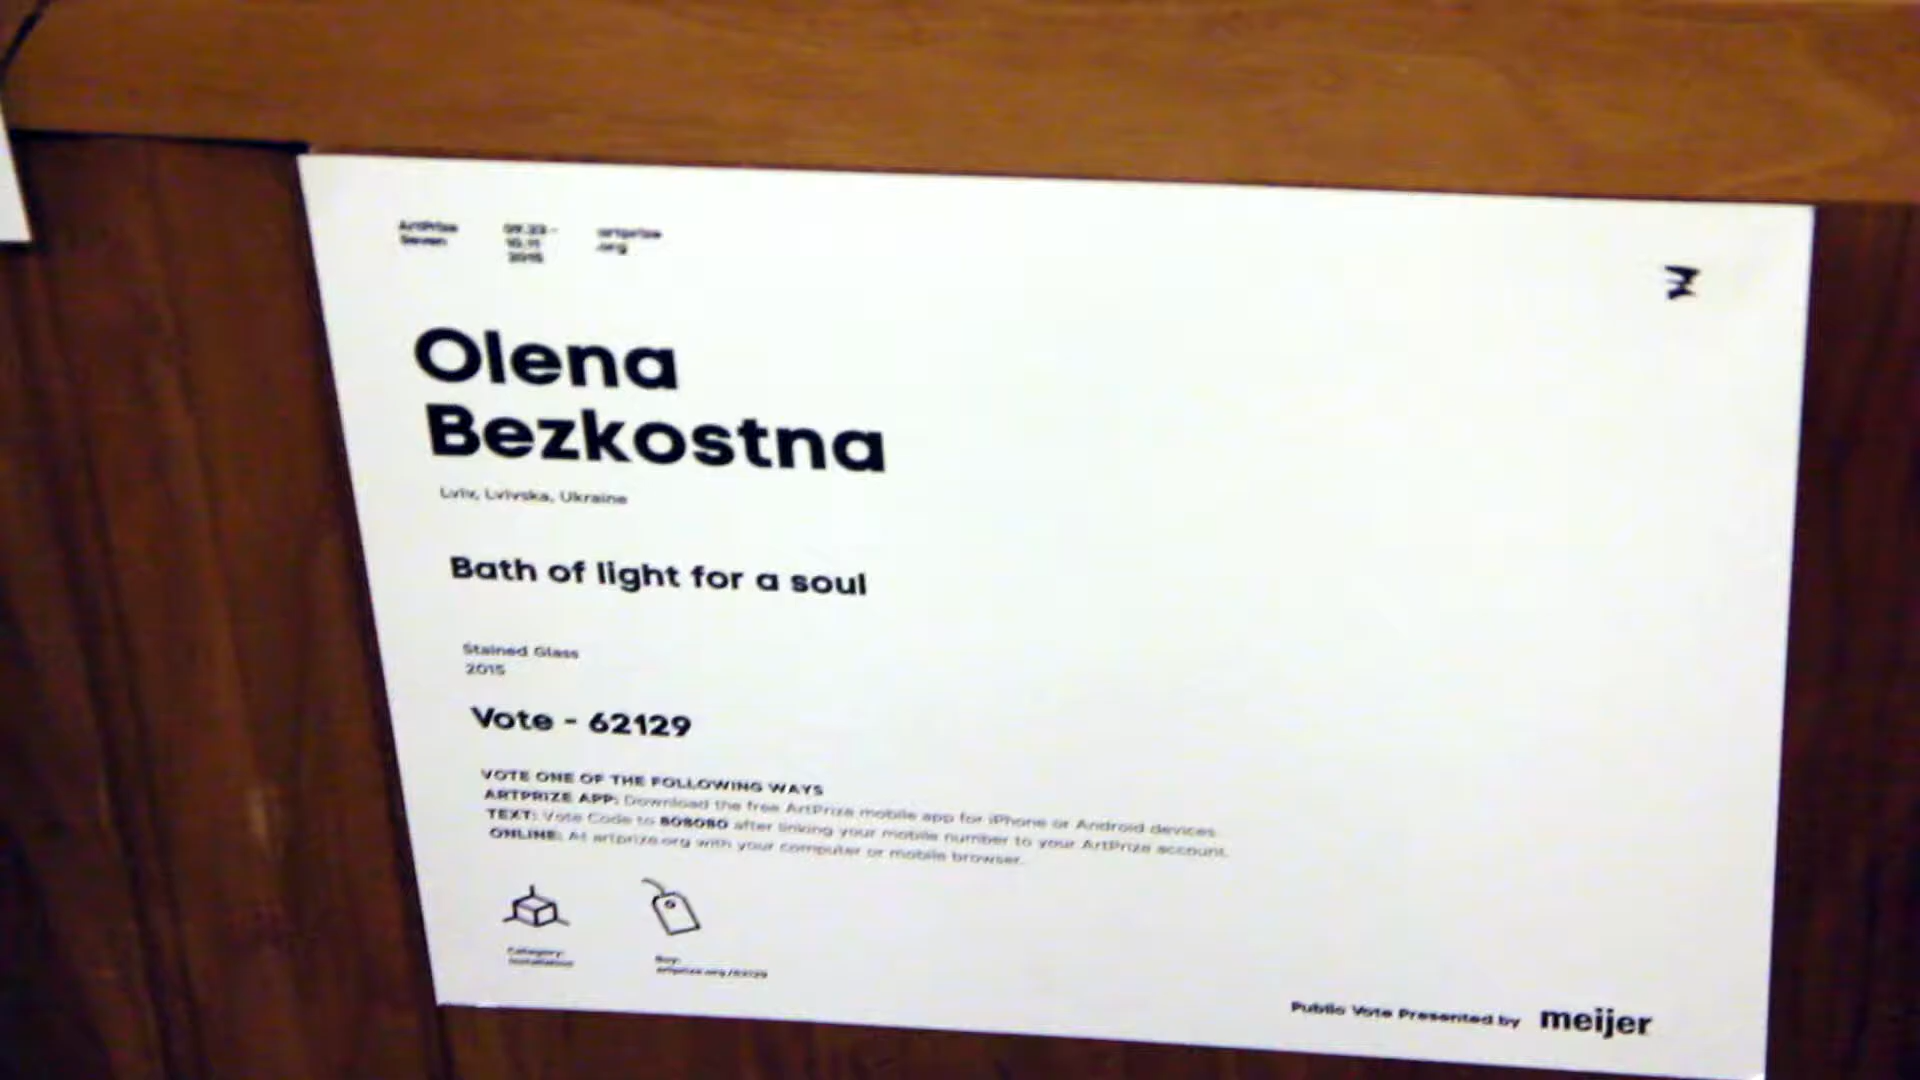 ArtPrize
Seven
09.23 -
10.11
2015
artprize
.org
Olena
Bezkostna
Lviv, Lvivska, Ukraine
Bath of light for a soul
Stained Glass
2015
Vote - 62129
VOTE ONE OF THE FOLLOWING WAYS
ARTPRIZE APP: Download the free ArtPrize mobile app for iPhone or Android devices.
TEXT: Vote Code to 808080 after linking your mobile number to your ArtPrize account.
ONLINE: At artprize.org with your computer or mobile browser.
Category:
Installation
Buy:
artprize.org/62129
Public Vote Presented by meijer